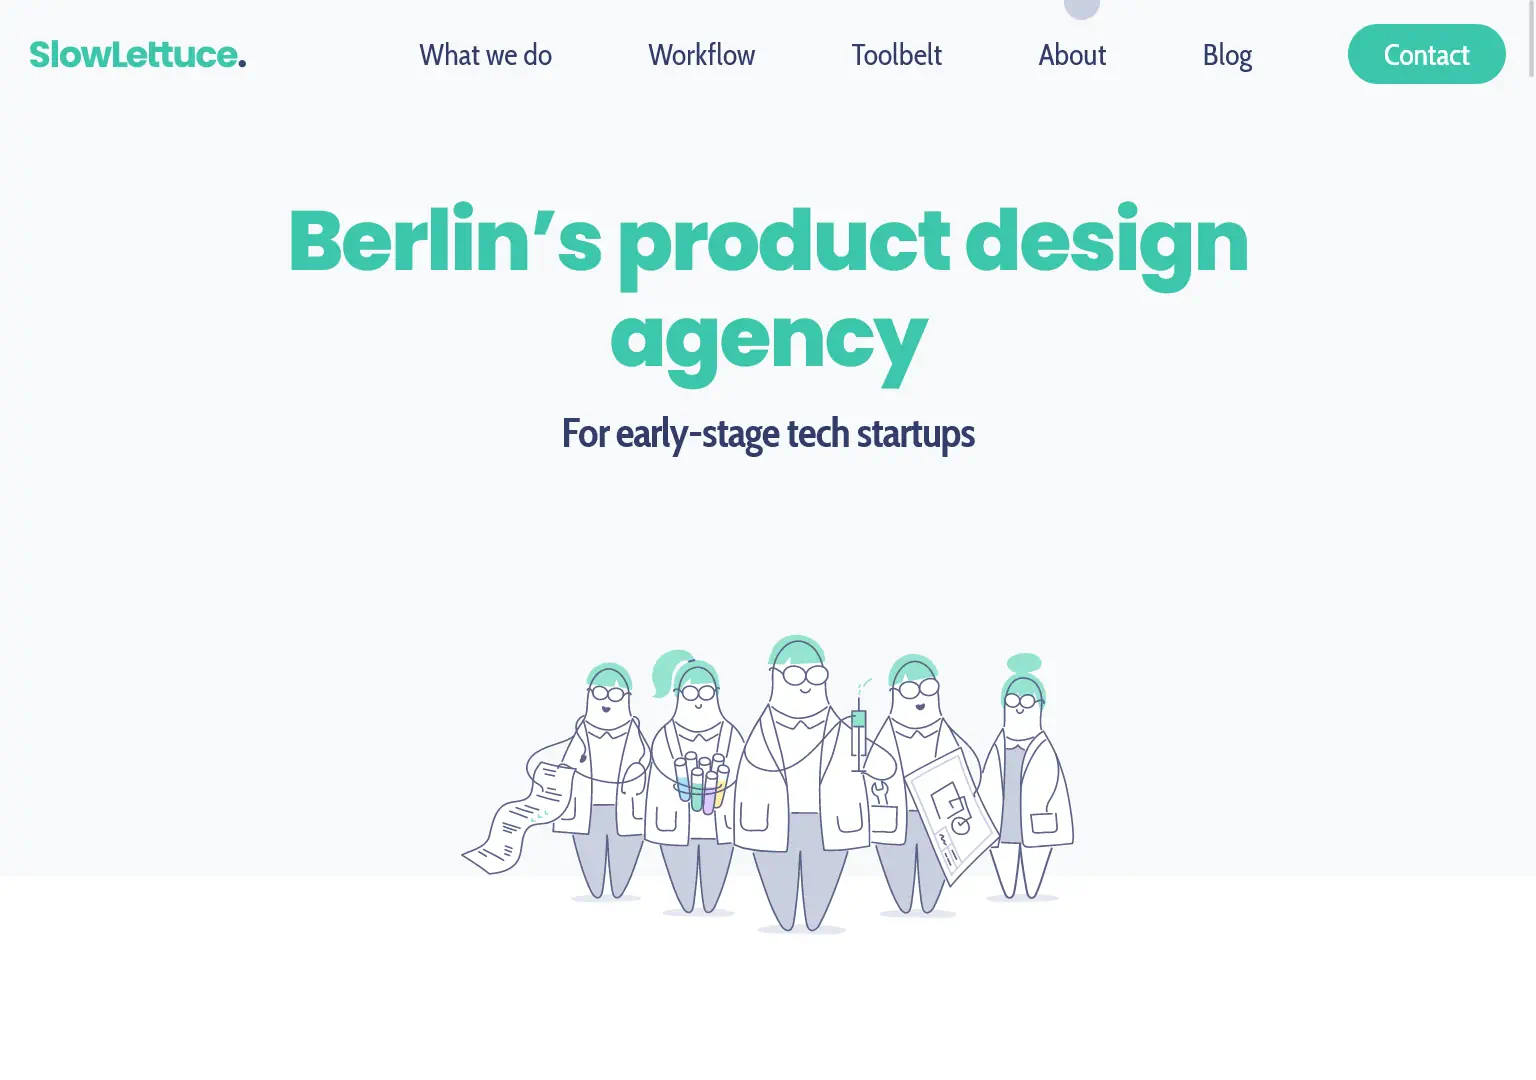 SlowLettuce.
What we do
Workflow
Toolbelt
About
Blog
Contact
Berlin’s product design
agency
For early-stage tech startups